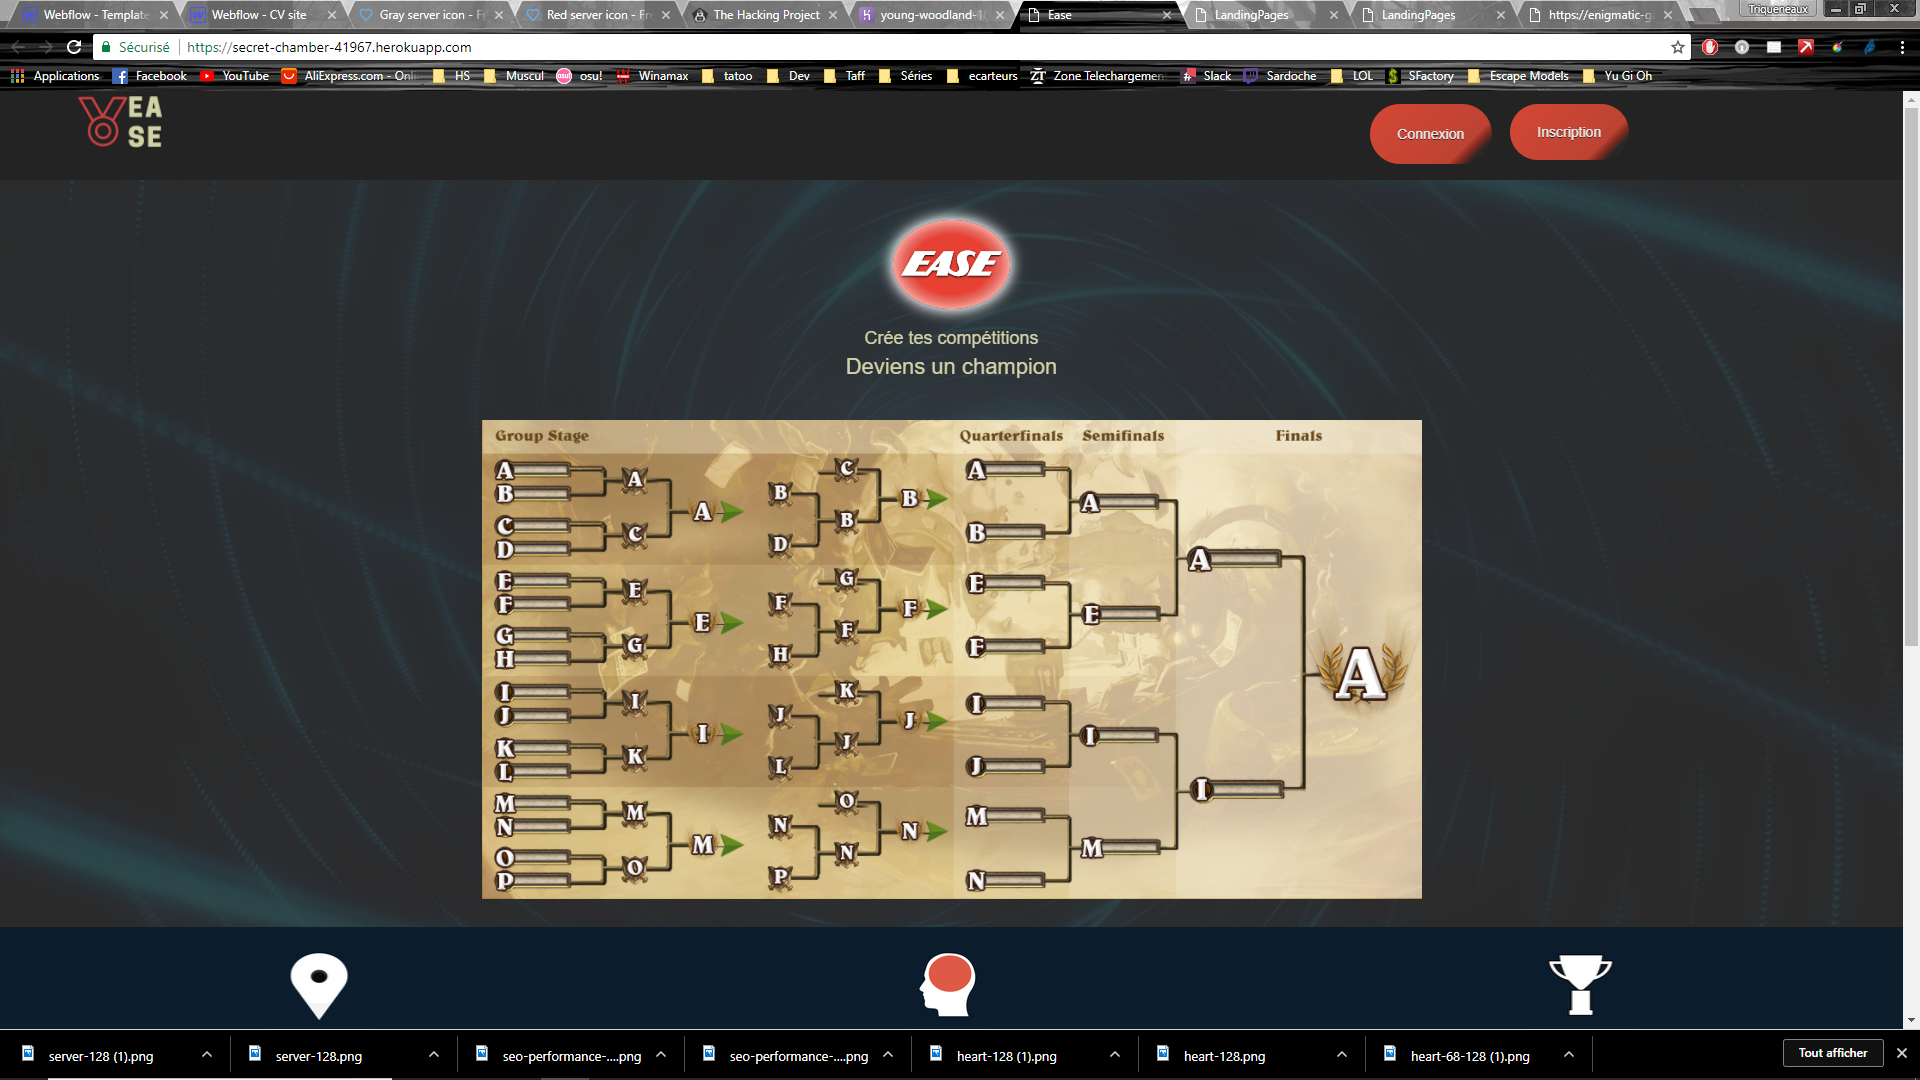 Webflow - Template
Webflow - CV site
Gray server icon - F
Red server icon - Fre
The Hacking Project
young-woodland-1
Ease
LandingPages
LandingPages
https://enigmatic-g
Triqueneaux
Sécurisé
https://secret-chamber-41967.herokuapp.com
Applications
Facebook
YouTube
AliExpress.com - Onl
HS
Muscul
osu!
Winamax
tatoo
Dev
Taff
Séries
ecarteurs
Zone Telechargemen
Slack
Sardoche
LOL
SFactory
Escape Models
Yu Gi Oh
EA
SE
Connexion
Inscription
EASE
Crée tes compétitions
Deviens un champion
Group Stage
Quarterfinals
Semifinals
Finals
A
B
C
D
A
C
A
B
D
C
B
B
E
F
G
H
E
G
E
F
H
G
F
F
I
J
K
L
I
K
I
J
L
K
J
J
M
N
O
P
M
O
M
N
P
O
N
N
A
B
E
F
I
J
M
N
A
E
I
M
A
I
A
server-128 (1).png
server-128.png
seo-performance-....png
seo-performance-....png
heart-128 (1).png
heart-128.png
heart-68-128 (1).png
Tout afficher